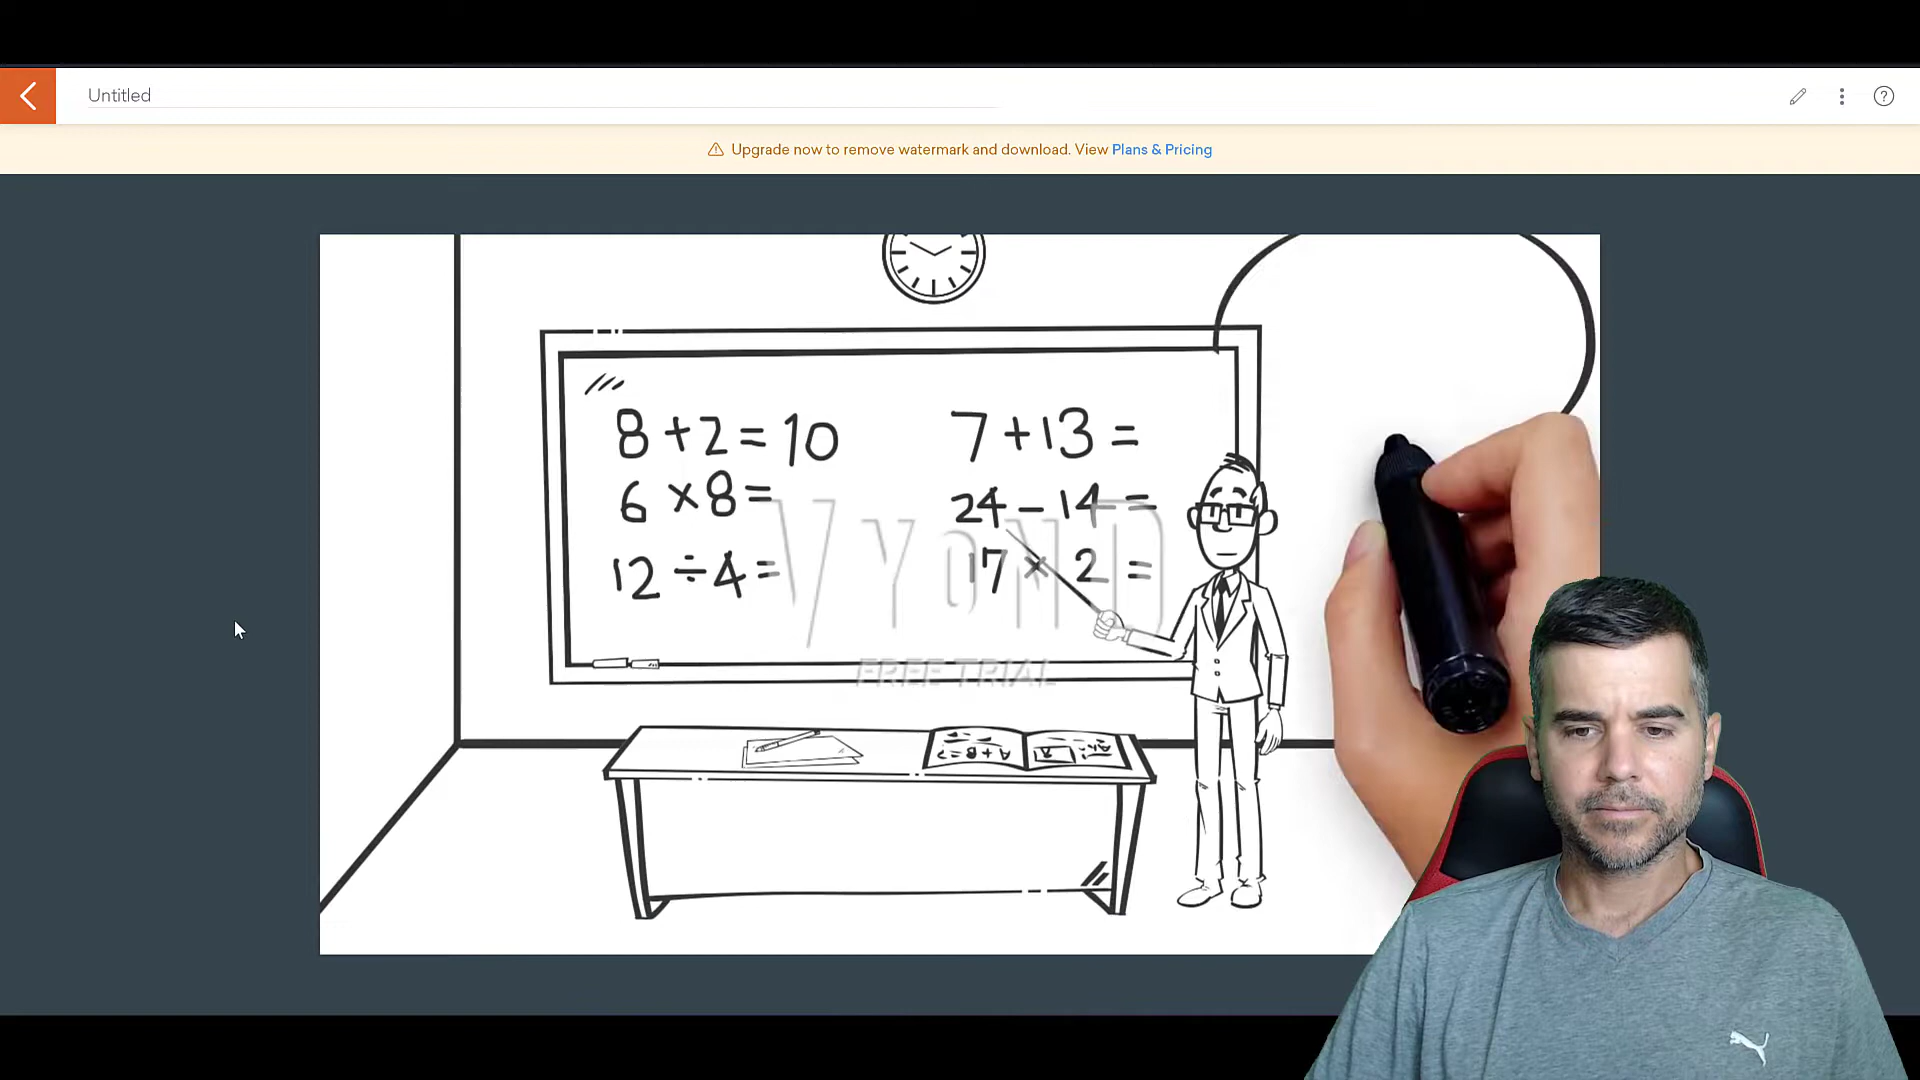 Untitled
Upgrade now to remove watermark and download. View Plans & Pricing
8+2=10
6×8=
12÷4=
7+13=
24-14=
17×2=
VYOND
FREE TRIAL
A+B=?